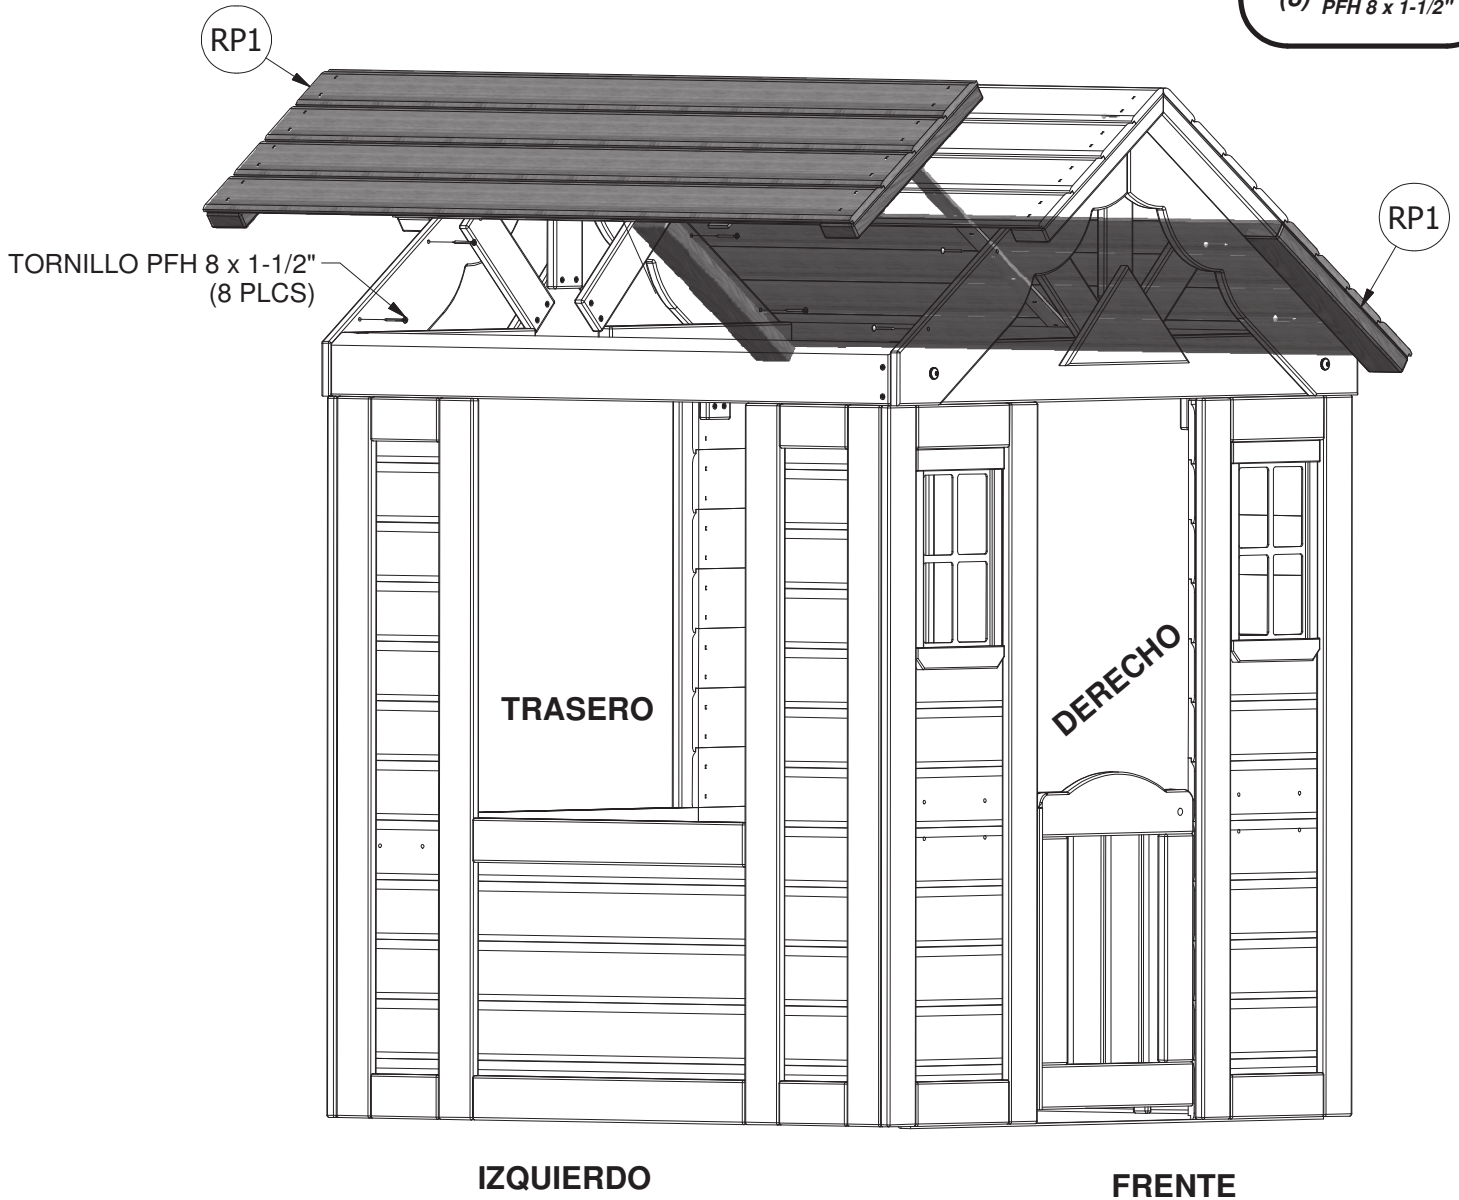 PFH 8 x 1-1/2"
RP1
RP1
TORNILLO PFH 8 x 1-1/2"
(8 PLCS)
TRASERO
DERECHO
IZQUIERDO
FRENTE